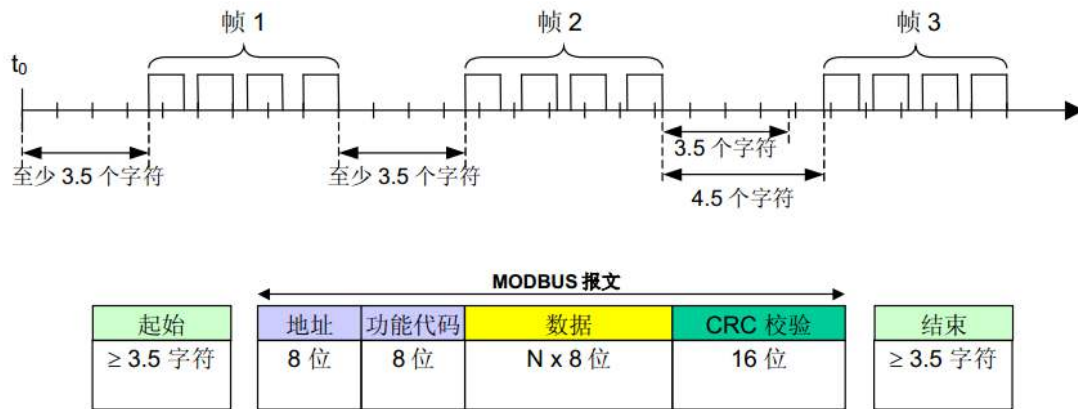 帧 1 帧 2 帧 3
t0
至少 3.5 个字符 至少 3.5 个字符 3.5 个字符
4.5 个字符
MODBUS 报文
起始 地址 功能代码 数据 CRC 校验 结束
≥ 3.5 字符 8 位 8 位 N x 8 位 16 位 ≥ 3.5 字符